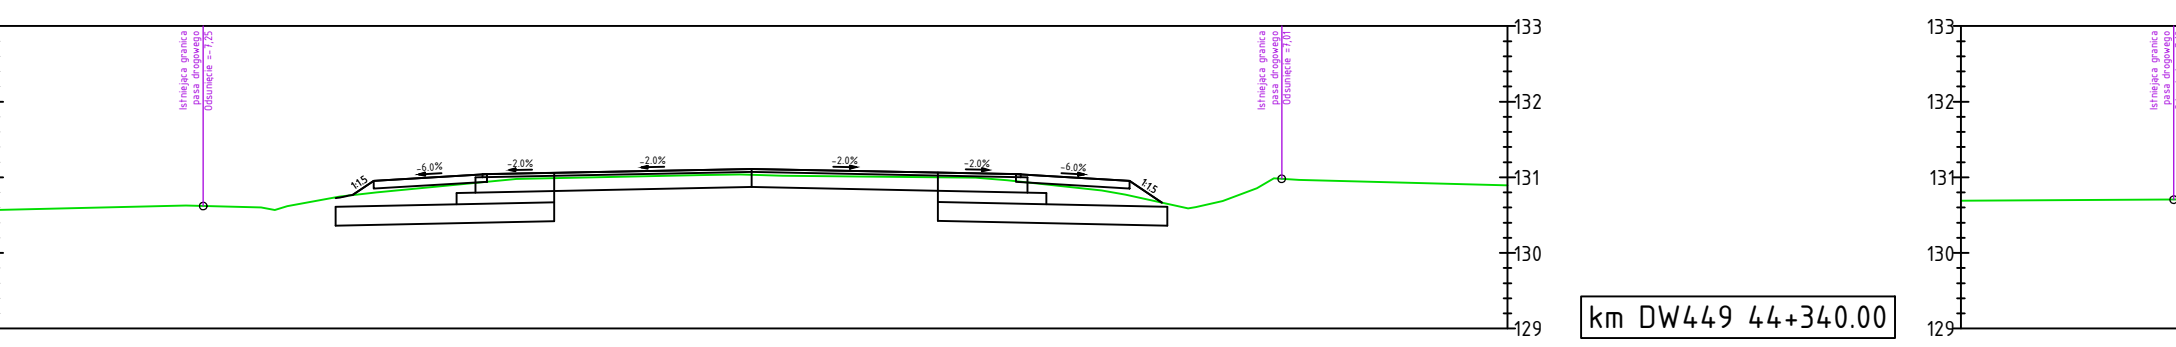 Istniejąca granica
pasa drogowego
Odsunięcie =-7,25
-6.0%
-2.0%
-2.0%
-2.0%
-2.0%
-6.0%
1:1.5
1:1.5
Istniejąca granica
pasa drogowego
Odsunięcie =7,01
133
132
131
130
129
km DW449 44+340.00
133
132
131
130
129
Istniejąca granica
pasa drogowego